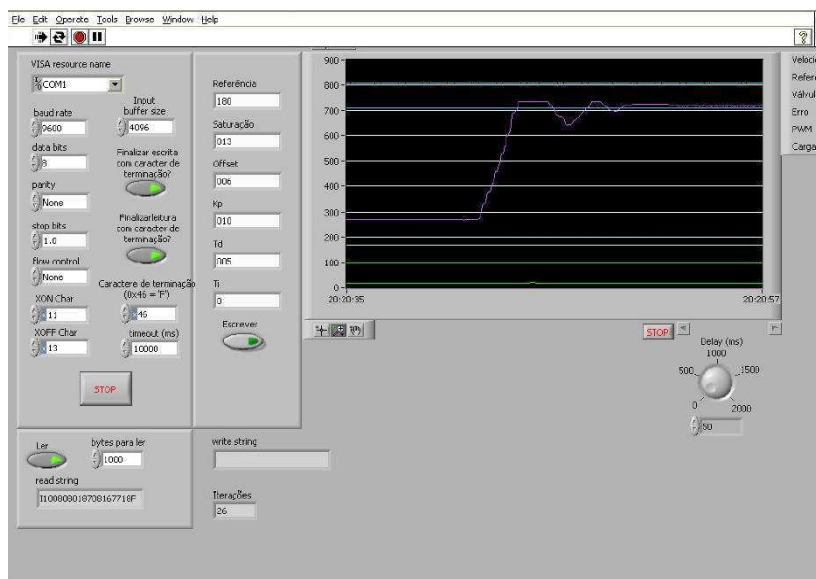 File Edit Operate Tools Browse Window Help
VISA resource name
COM1
baud rate
9600
Input
buffer size
4096
data bits
8
Finalizar escrita
com caracter de
terminação?
parity
None
Finalizar leitura
com caracter de
terminação?
stop bits
1.0
flow control
None
Caractere de terminação
(0x46 = 'F')
46
XON Char
11
XOFF Char
13
timeout (ms)
10000
STOP
Referência
180
Saturação
013
Offset
006
Kp
010
Td
005
Ti
0
Escrever
900
800
700
600
500
400
300
200
100
0
20:20:35
20:20:57
Velocid
Referê
Válvul
Erro
PWM
Carga
STOP
Delay (ms)
1000
500
1500
0
2000
50
Ler
bytes para ler
1000
read string
write string
Iterações
26